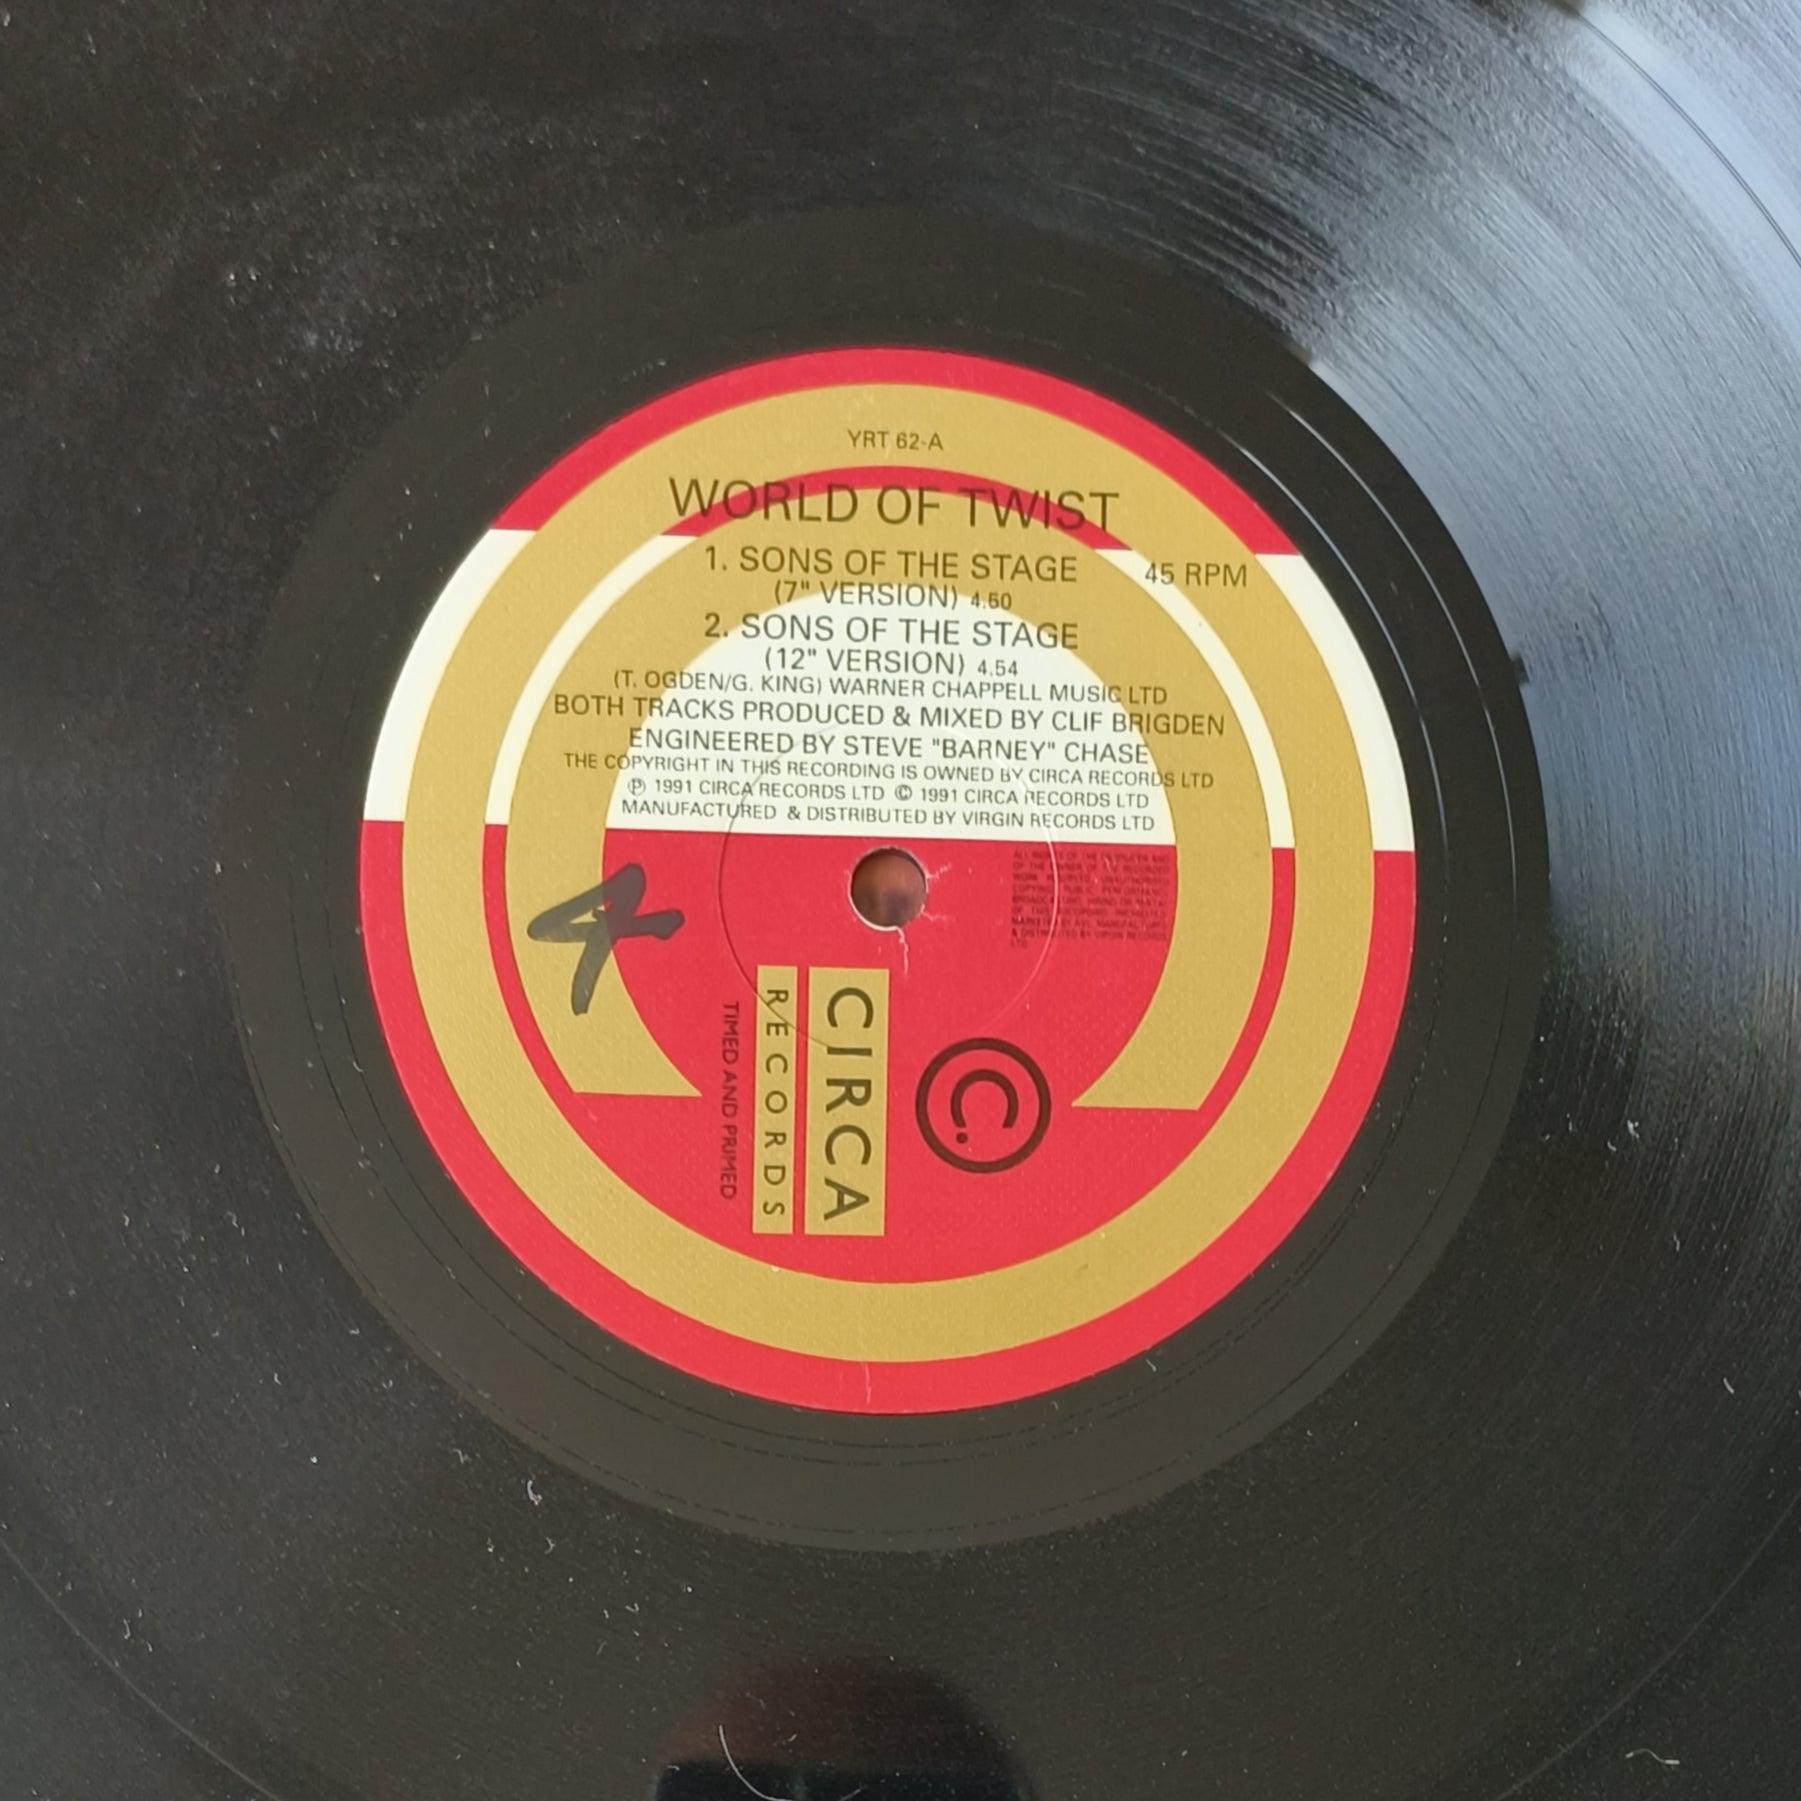 YRT 62-A
WORLD OF TWIST
1. SONS OF THE STAGE
45 RPM
(7" VERSION) 4.50
2. SONS OF THE STAGE
(12" VERSION) 4.54
(T. OGDEN/G. KING) WARNER CHAPPELL MUSIC LTD
BOTH TRACKS PRODUCED & MIXED BY CLIF BRIGDEN
ENGINEERED BY STEVE "BARNEY" CHASE
THE COPYRIGHT IN THIS RECORDING IS OWNED BY CIRCA RECORDS LTD
℗ 1991 CIRCA RECORDS LTD © 1991 CIRCA RECORDS LTD
MANUFACTURED & DISTRIBUTED BY VIRGIN RECORDS LTD
C.
CIRCA
RECORDS
TIMED AND PRIMED